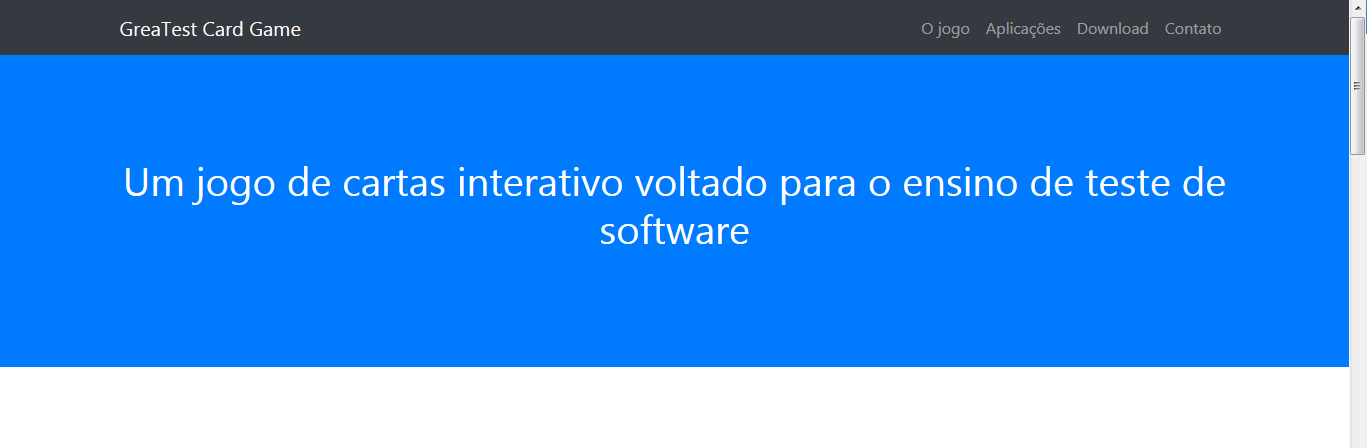 GreaTest Card Game
O jogo Aplicações Download Contato
Um jogo de cartas interativo voltado para o ensino de teste de
software